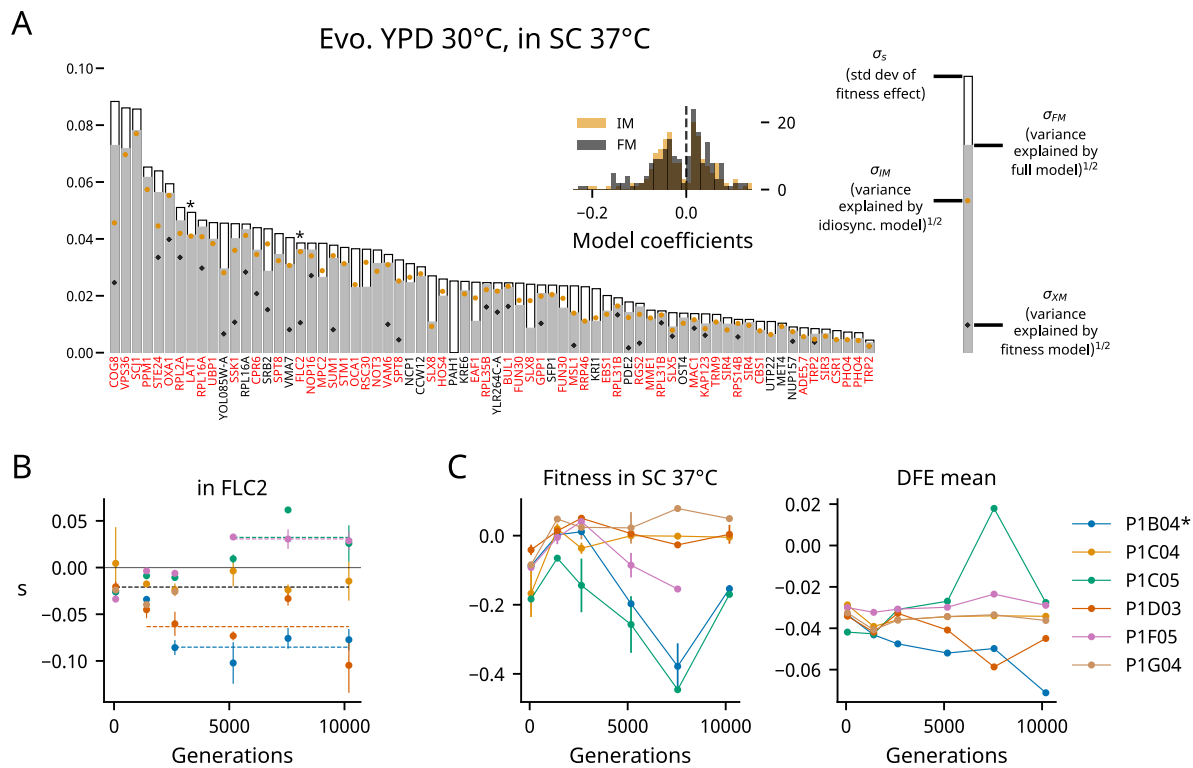 A
Evo. YPD 30°C, in SC 37°C
0.10
0.08
0.06
0.04
0.02
0.00
*
*
IM
FM
20
0
−0.2
0.0
Model coefficients
σs
(std dev of
fitness effect)
σFM
(variance
explained by
full model)1/2
σIM
(variance
explained by
idiosync. model)1/2
σXM
(variance
explained by
fitness model)1/2
COG8
VPS36
SCJ1
PPM1
STE24
OXA1
RPL2A
LAT1
RPL16A
UBP1
YOL085W-A
SSK1
RPL16A
CPR6
SRB2
SPT8
VMA7
FLC2
NOP16
MPC2
SUM1
STM1
OCA1
RSC30
NOT3
VAM6
SPT8
NCP1
CCW12
SLX8
HOS4
PAH1
KRE6
EAF1
RPL35B
YLR264C-A
BUL1
FUN30
SLX8
GPP1
SFP1
FUN30
MSL1
RRP46
KRI1
EBS1
RPL31B
PDE2
RGS2
MME1
RPL31B
SLX5
OST4
MAC1
KAP123
TRM9
SIR4
RPS14B
SIR4
CBS1
UTP22
MET4
NUP157
ADE5,7
TRP2
SIR3
CSR1
PHO4
PHO4
TRP2
B
in FLC2
0.05
0.00
s
−0.05
−0.10
0
5000
10000
Generations
C
Fitness in SC 37°C
0.0
−0.2
−0.4
0
5000
10000
Generations
DFE mean
0.02
0.00
−0.02
−0.04
−0.06
0
5000
10000
Generations
P1B04*
P1C04
P1C05
P1D03
P1F05
P1G04